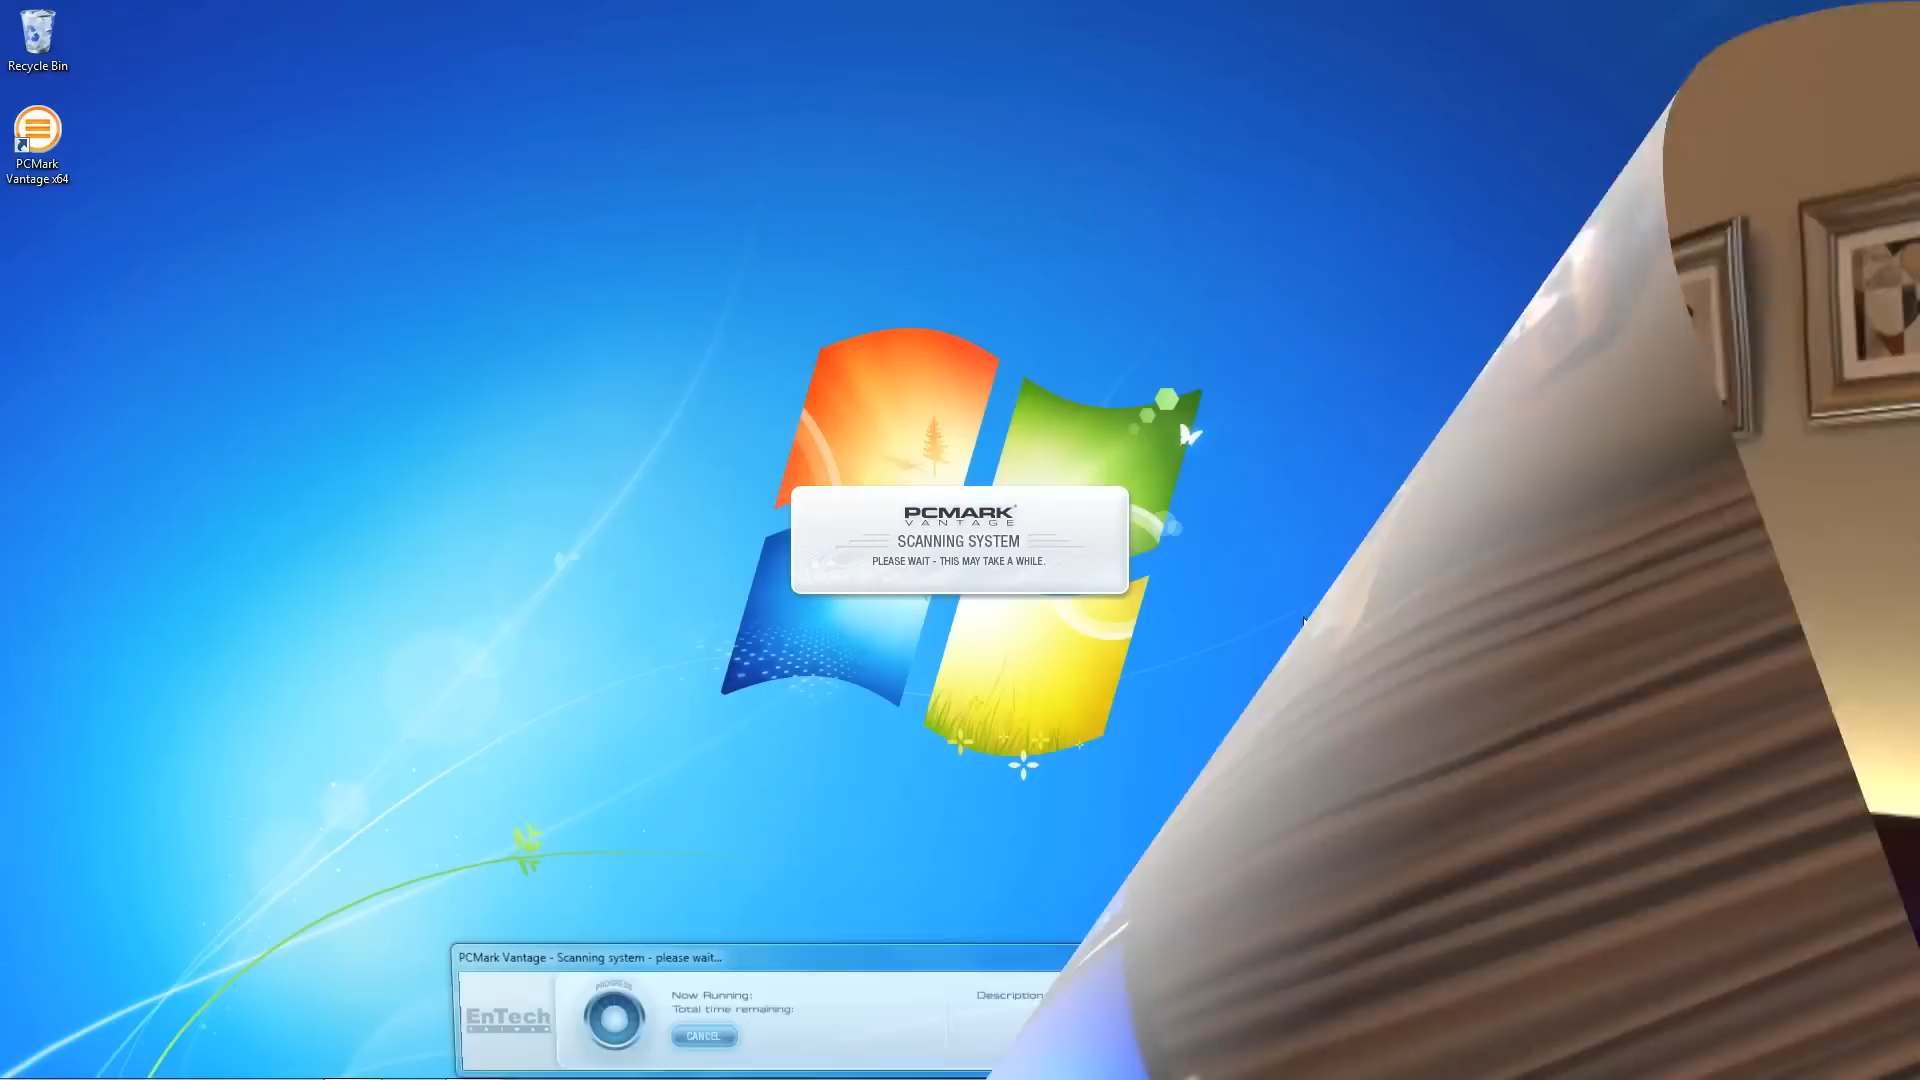 Recycle Bin
PCMark
Vantage x64
PCMARK
VANTAGE
SCANNING SYSTEM
PLEASE WAIT - THIS MAY TAKE A WHILE.
PCMark Vantage - Scanning system - please wait...
EnTech
TAIWAN
PROGRESS
Now Running:
Total time remaining:
CANCEL
Description